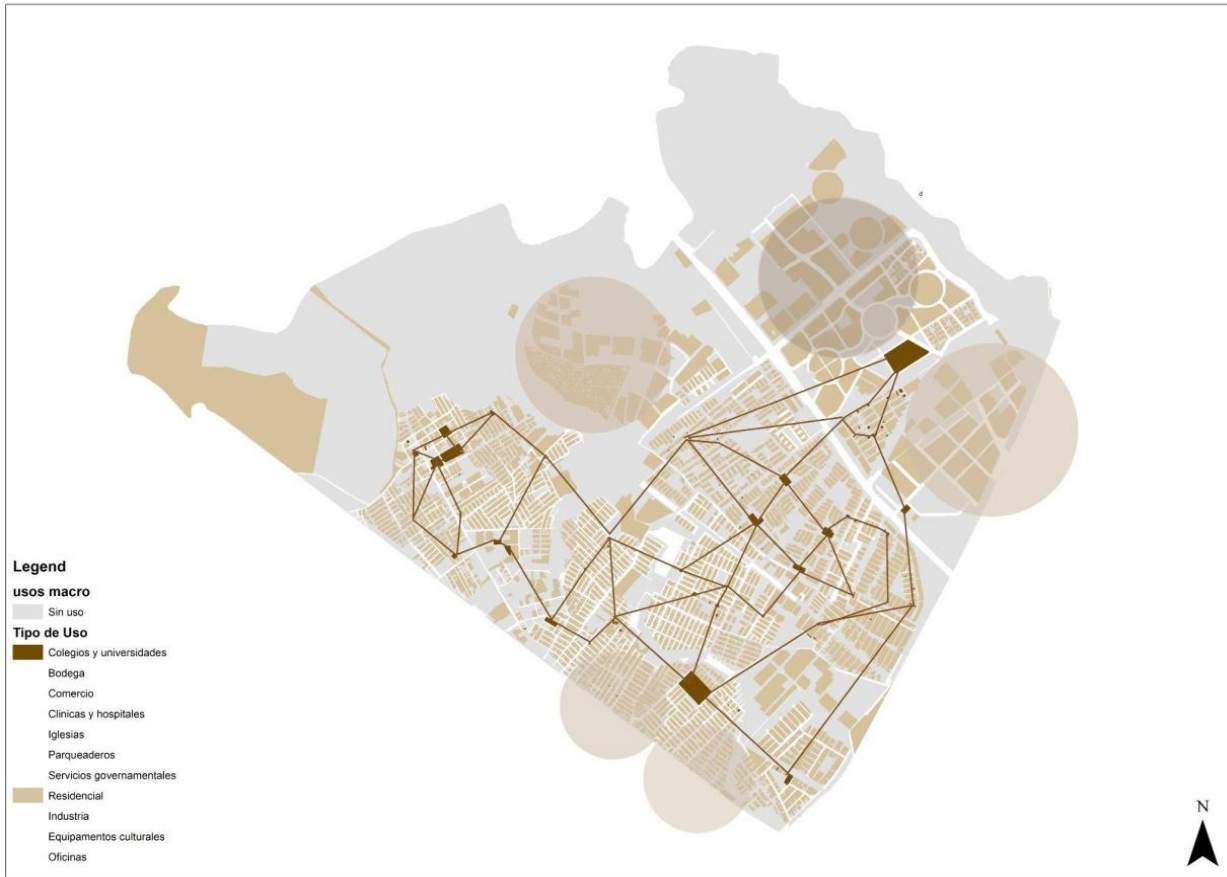 d
Legend
usos macro
Sin uso
Tipo de Uso
Colegios y universidades
Bodega
Comercio
Clinicas y hospitales
Iglesias
Parqueaderos
Servicios governamentales
Residencial
Industria
Equipamentos culturales
Oficinas
N